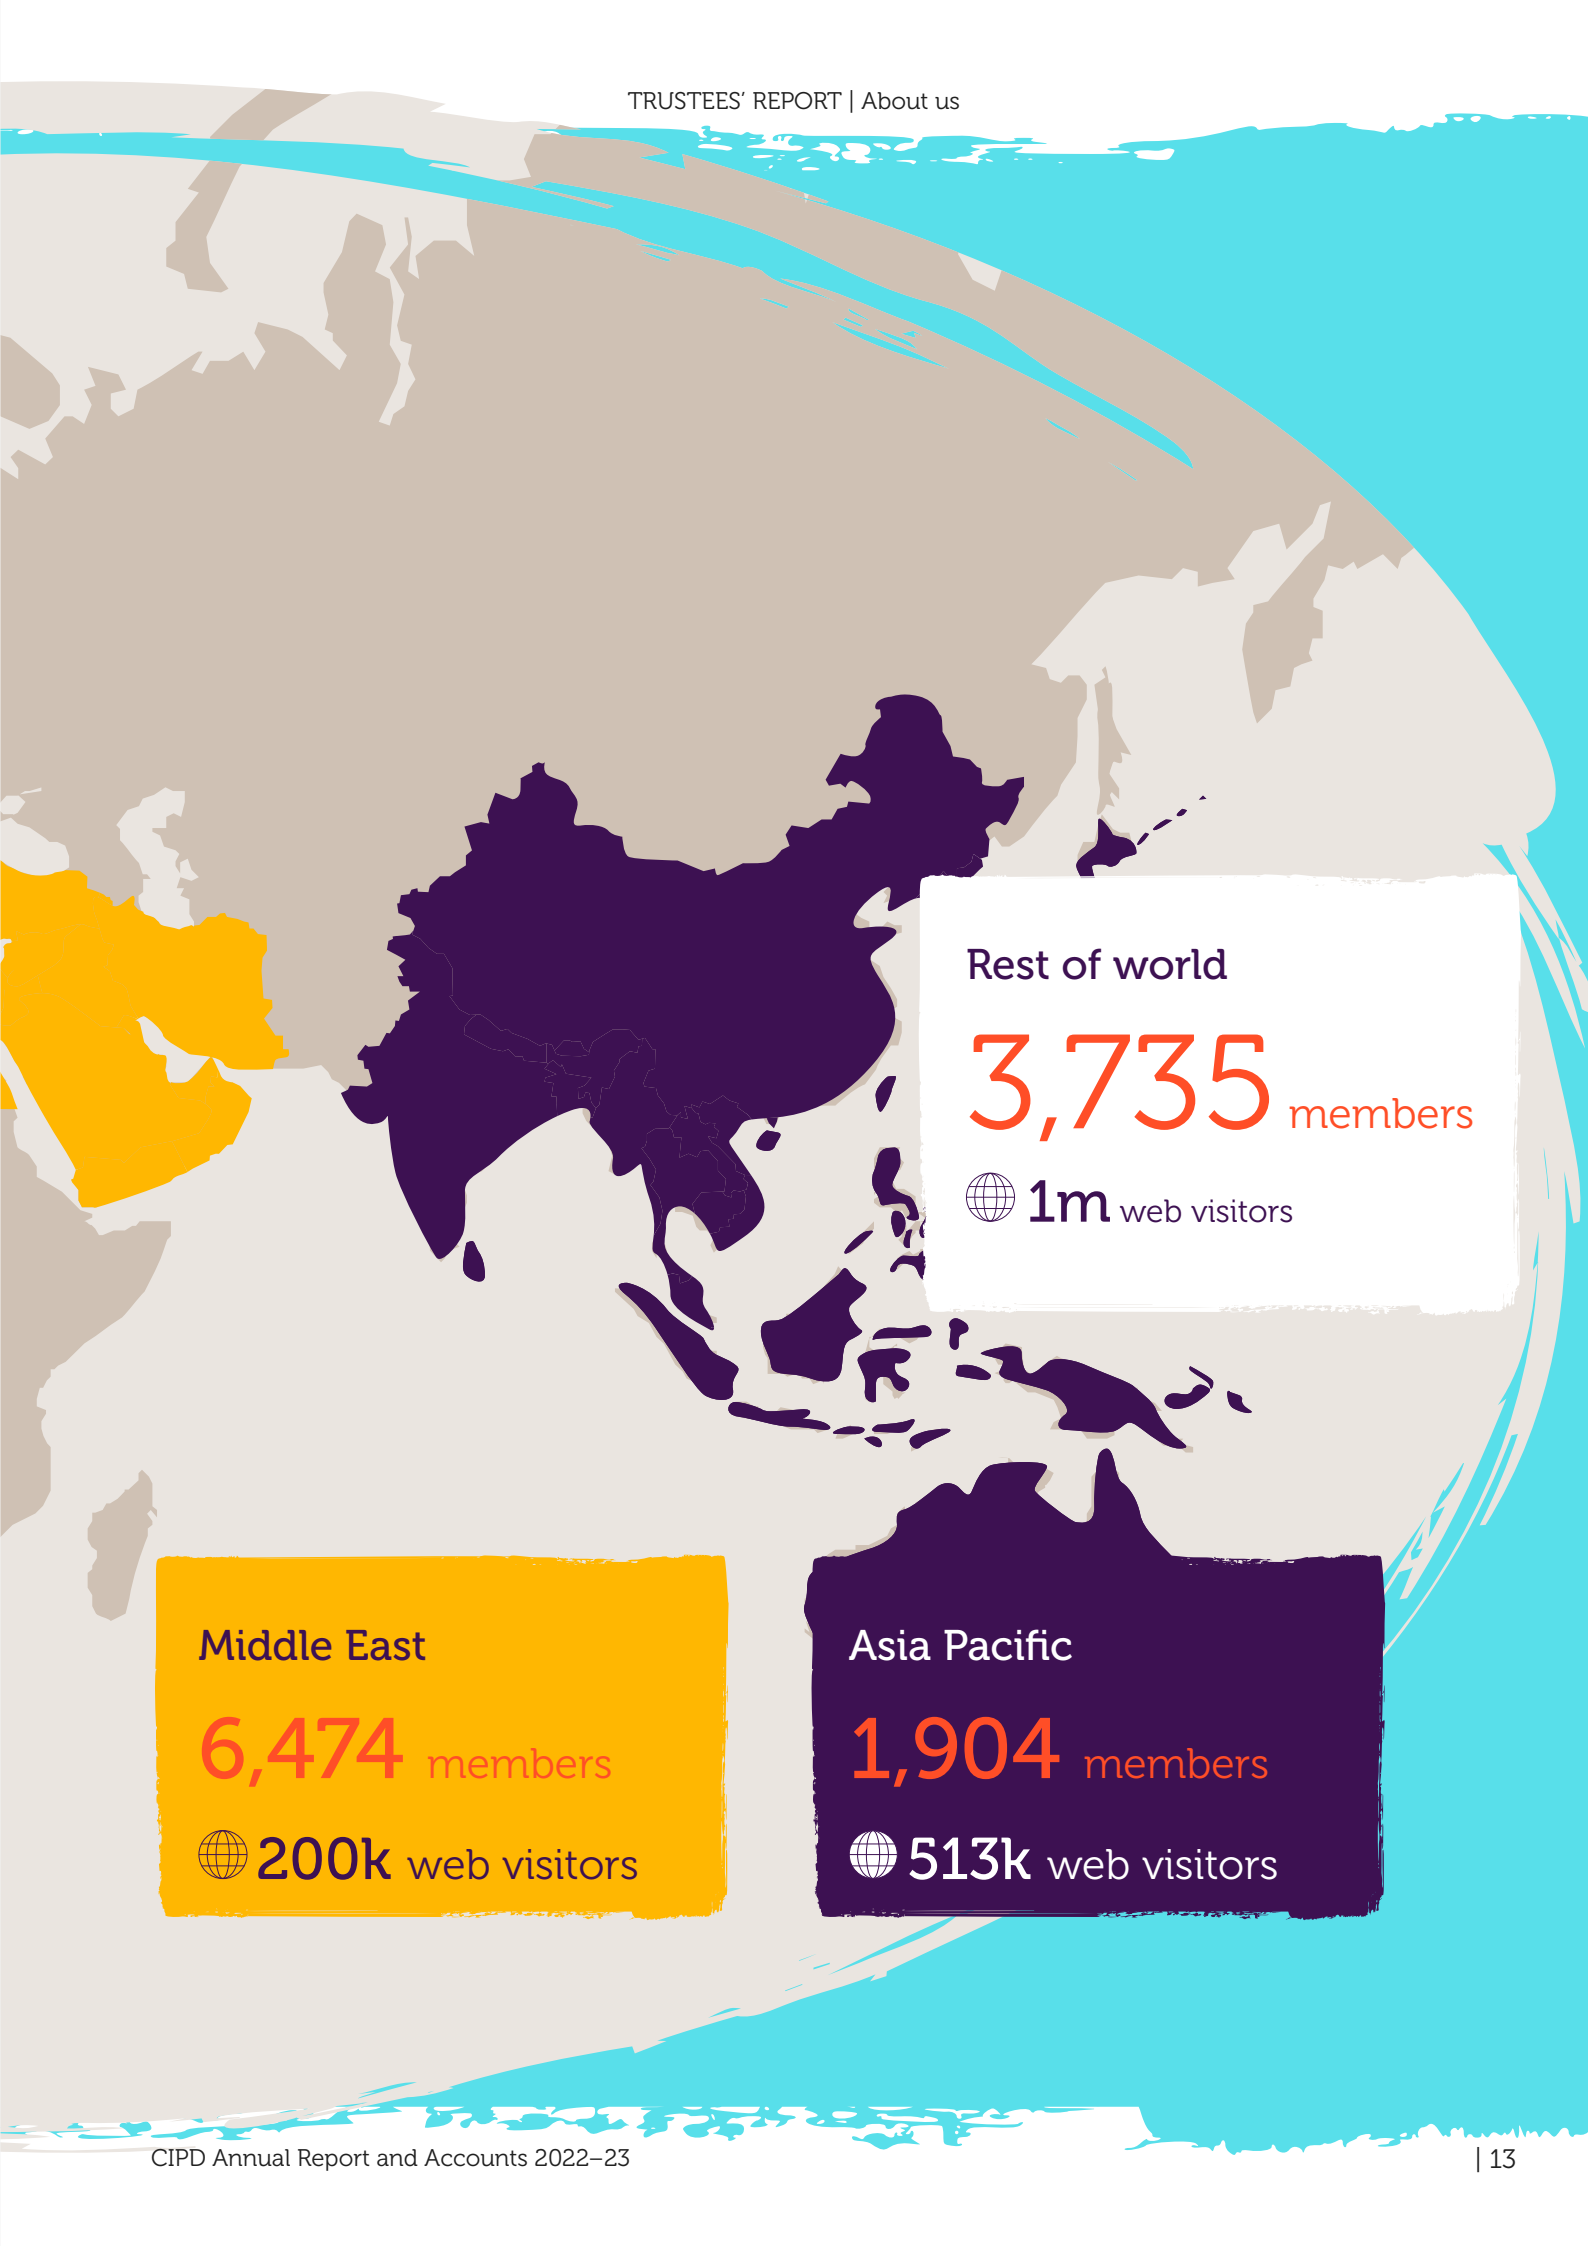 TRUSTEES’ REPORT | About us
Rest of world
3,735 members
1m web visitors
Middle East
6,474 members
200k web visitors
Asia Pacific
1,904 members
513k web visitors
CIPD Annual Report and Accounts 2022–23
| 13